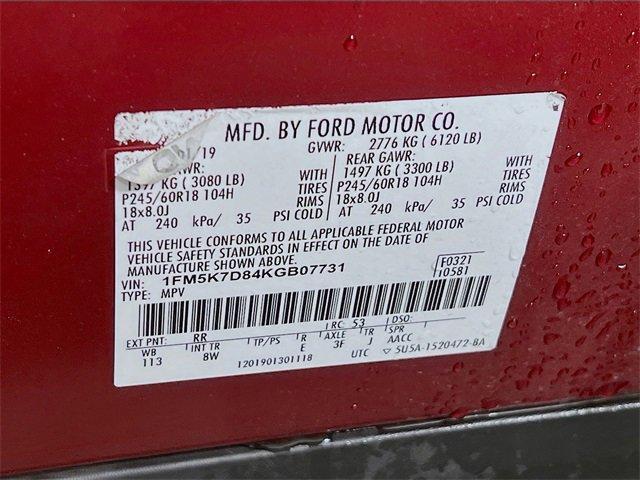 MFD. BY FORD MOTOR CO.
1/19 GVWR: 2776 KG ( 6120 LB)
AWR: REAR GAWR:
1397 KG ( 3080 LB) WITH 1497 KG ( 3300 LB) WITH
P245/60R18 104H TIRES P245/60R18 104H TIRES
18x8.0J RIMS 18x8.0J RIMS
AT 240 kPa/ 35 PSI COLD AT 240 kPa/ 35 PSI COLD
THIS VEHICLE CONFORMS TO ALL APPLICABLE FEDERAL MOTOR
VEHICLE SAFETY STANDARDS IN EFFECT ON THE DATE OF
MANUFACTURE SHOWN ABOVE.
VIN: 1FM5K7D84KGB07731 F0321
TYPE: MPV 10581
EXT PNT: RR RC: 53 DSO:
WB BRK TP/PS R AXLE TR SPR
113 8W E 3F J AACC
1201901301118 UTC ▽ 5U5A-1520472-BA